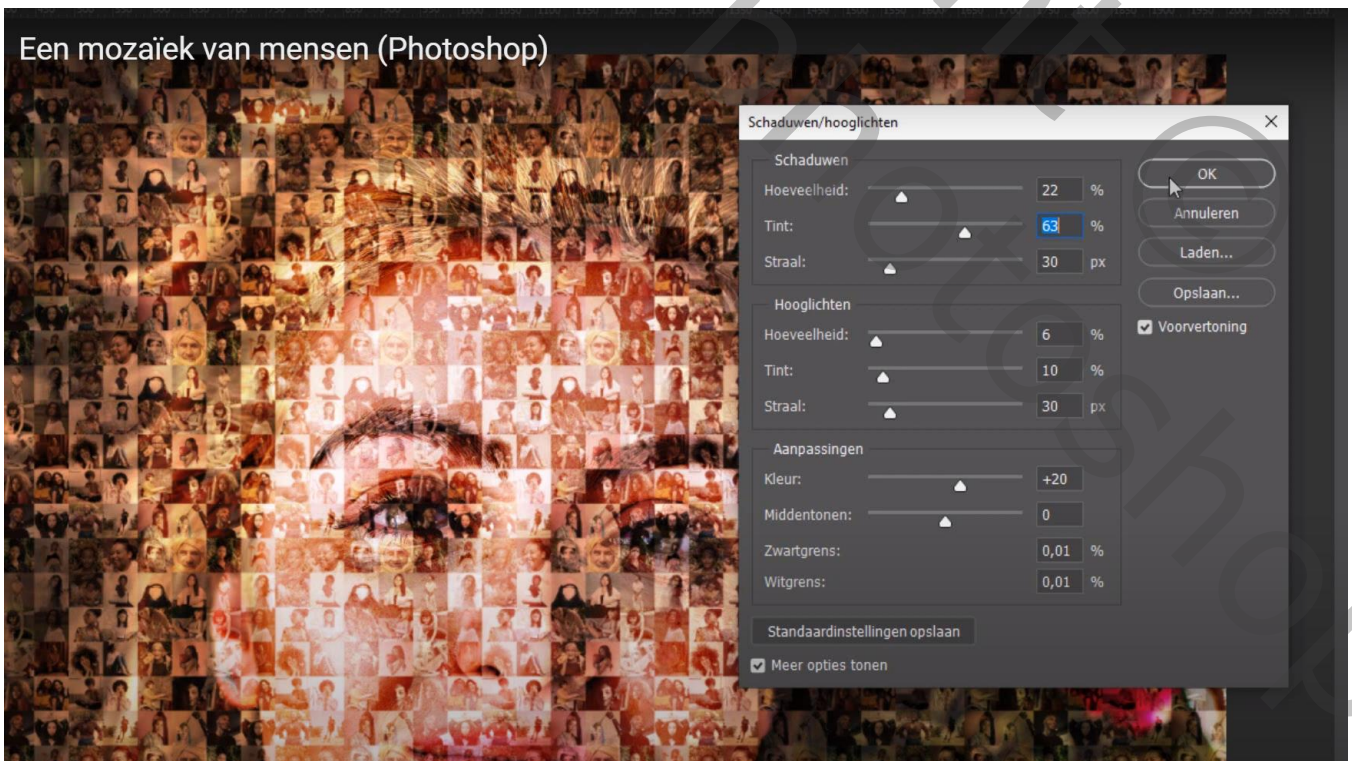 Een mozaïek van mensen (Photoshop)
Schaduwen/hooglichten
Schaduwen
Hoeveelheid: 22 %
Tint: 63 %
Straal: 30 px
Hooglichten
Hoeveelheid: 6 %
Tint: 10 %
Straal: 30 px
Aanpassingen
Kleur: +20
Middentonen: 0
Zwartgrens: 0,01 %
Witgrens: 0,01 %
Standaardinstellingen opslaan
Meer opties tonen
OK
Annuleren
Laden...
Opslaan...
Voorvertoning
photoshop